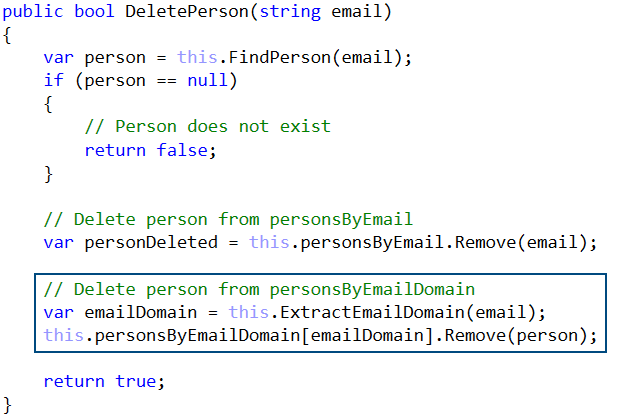 public bool DeletePerson(string email)
{
    var person = this.FindPerson(email);
    if (person == null)
    {
        // Person does not exist
        return false;
    }

    // Delete person from personsByEmail
    var personDeleted = this.personsByEmail.Remove(email);

    // Delete person from personsByEmailDomain
    var emailDomain = this.ExtractEmailDomain(email);
    this.personsByEmailDomain[emailDomain].Remove(person);

    return true;
}